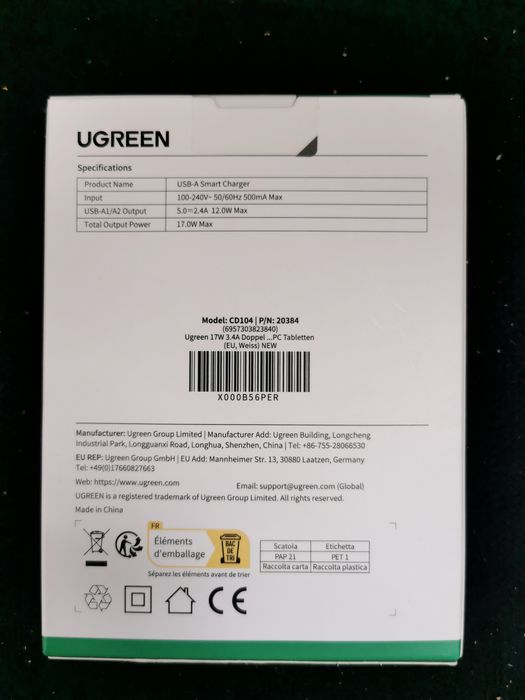 UGREEN
Specifications
Product Name USB-A Smart Charger
Input 100-240V~ 50/60Hz 500mA Max
USB-A1/A2 Output 5.0⎓2.4A 12.0W Max
Total Output Power 17.0W Max
Model: CD104 | P/N: 20384
(6957303823840)
Ugreen 17W 3.4A Doppel ...PC Tabletten
(EU, Weiss) NEW
X000B56PER
Manufacturer: Ugreen Group Limited | Manufacturer Add: Ugreen Building, Longcheng
Industrial Park, Longguanxi Road, Longhua, Shenzhen, China | Tel: +86-755-28066530
EU REP: Ugreen Group GmbH | EU Add: Mannheimer Str. 13, 30880 Laatzen, Germany
Tel: +49(0)17660827663
Web: https://www.ugreen.com Email: support@ugreen.com (Global)
UGREEN is a registered trademark of Ugreen Group Limited. All rights reserved.
Made in China
FR
Éléments
d'emballage
BAC
DE
TRI
Séparez les éléments avant de trier
Scatola Etichetta
PAP 21 PET 1
Raccolta carta Raccolta plastica
CE